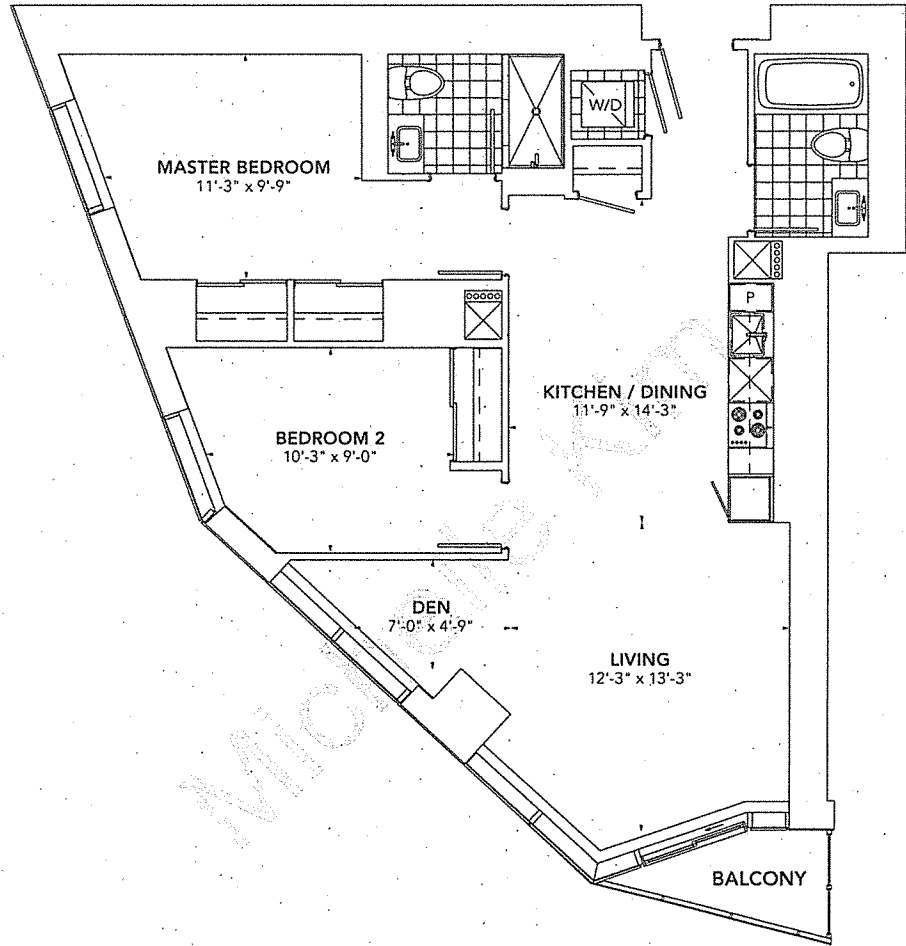 W/D
MASTER BEDROOM
11'-3" x 9'-9"
P
KITCHEN / DINING
11'-9" x 14'-3"
BEDROOM 2
10'-3" x 9'-0"
DEN
7'-0" x 4'-9"
LIVING
12'-3" x 13'-3"
BALCONY